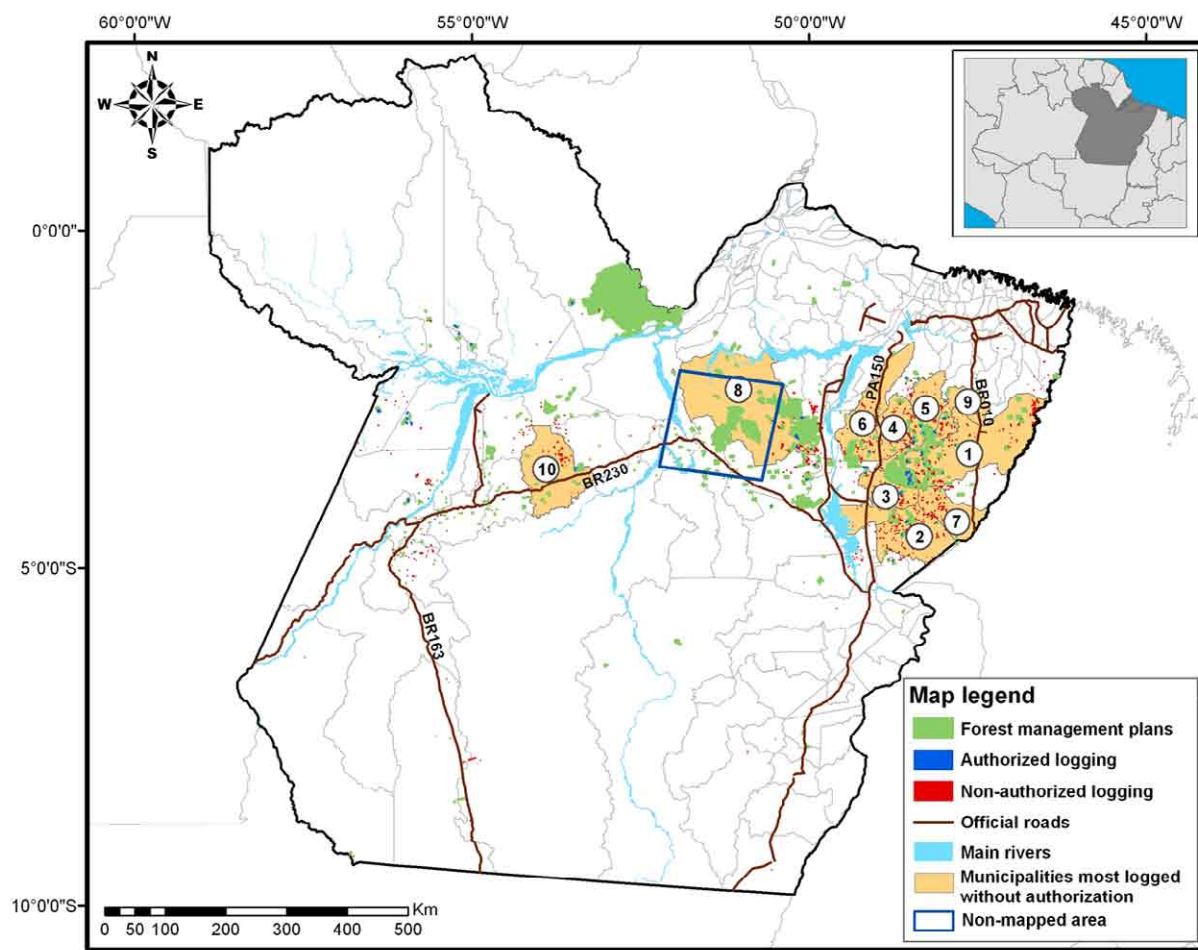 60°0'0"W 55°0'0"W 50°0'0"W 45°0'0"W
N
W E
S
0°0'0"
5°0'0"S
10°0'0"S
PA150
BR010
8
5
9
6
4
1
10
BR230
3
7
2
BR163
Km
0 25 50 100 200 300 400 500
Map legend
Forest management plans
Authorized logging
Non-authorized logging
Official roads
Main rivers
Municipalities most logged
without authorization
Non-mapped area